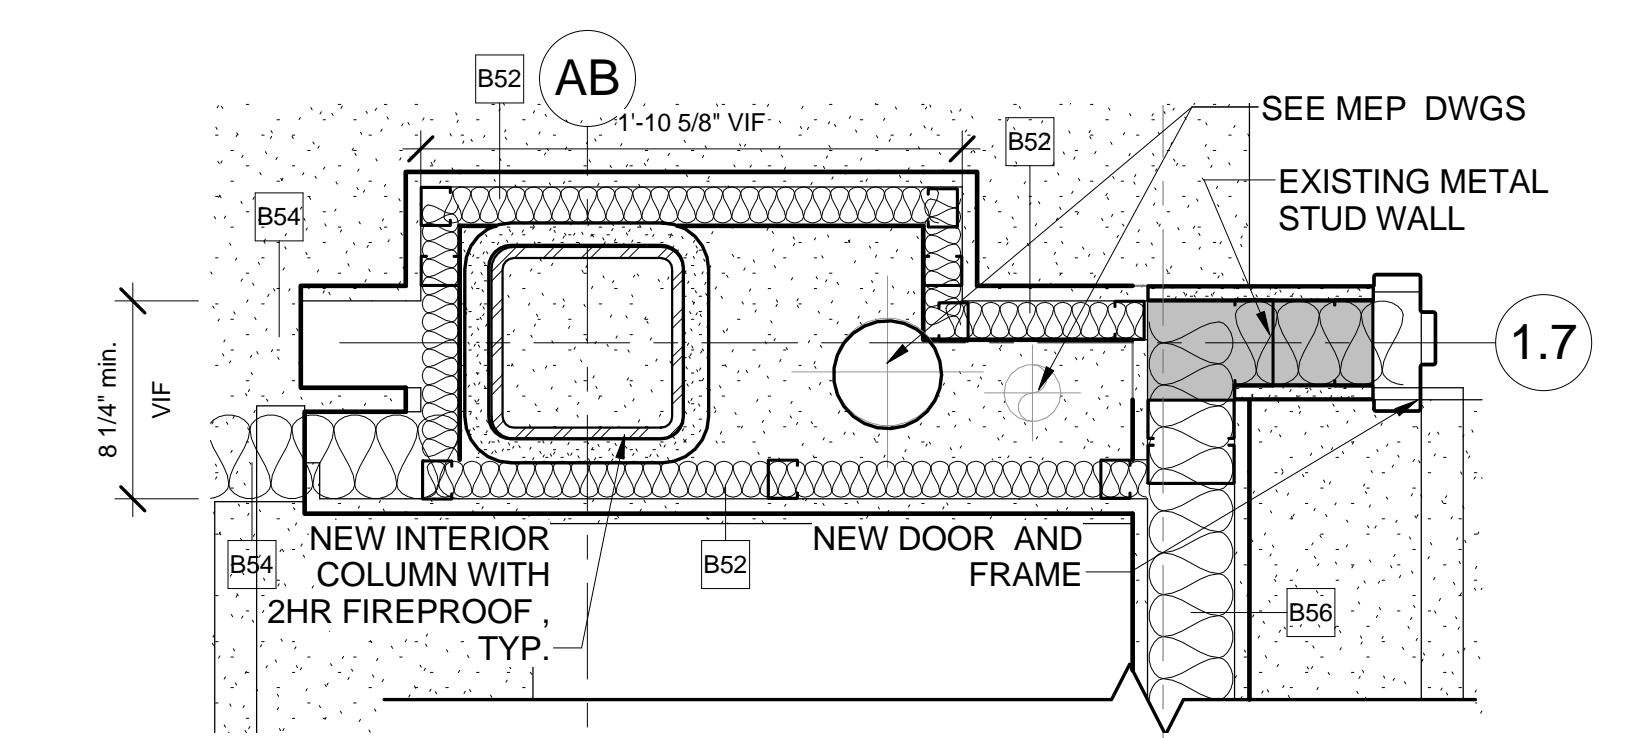 B52
AB
1'-10 5/8" VIF
SEE MEP  DWGS
B52
EXISTING METAL
STUD WALL
B54
8 1/4" min.
VIF
1.7
NEW INTERIOR
COLUMN WITH
2HR FIREPROOF ,
TYP.
B54
B52
NEW DOOR  AND
FRAME
B56